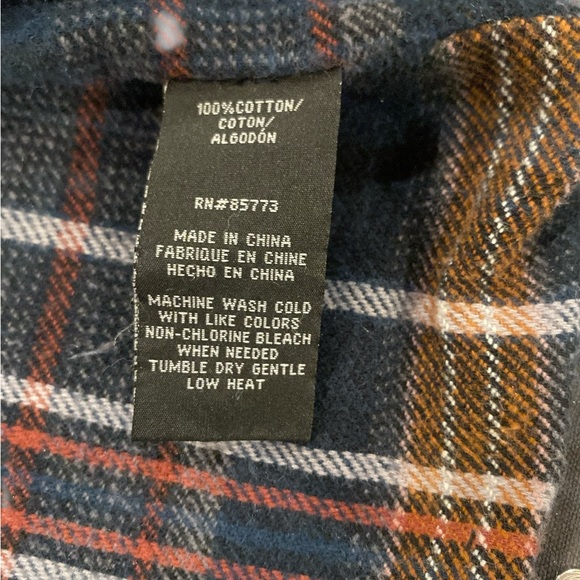 100%COTTON/
COTON/
ALGODÓN
RN#85773
MADE IN CHINA
FABRIQUE EN CHINE
HECHO EN CHINA
MACHINE WASH COLD
WITH LIKE COLORS
NON-CHLORINE BLEACH
WHEN NEEDED
TUMBLE DRY GENTLE
LOW HEAT